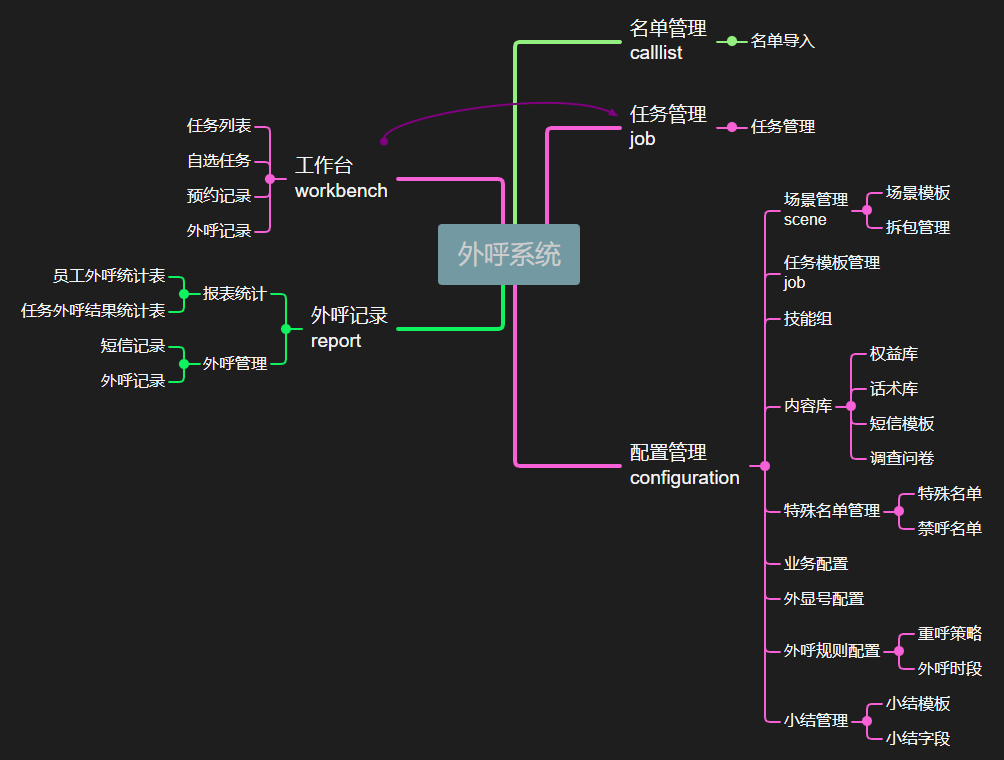 外呼系统
名单管理
calllist
名单导入
任务管理
job
任务管理
工作台
workbench
任务列表
自选任务
预约记录
外呼记录
外呼记录
report
报表统计
员工外呼统计表
任务外呼结果统计表
外呼管理
短信记录
外呼记录
配置管理
configuration
场景管理
scene
场景模板
拆包管理
任务模板管理
job
技能组
内容库
权益库
话术库
短信模板
调查问卷
特殊名单管理
特殊名单
禁呼名单
业务配置
外显号配置
外呼规则配置
重呼策略
外呼时段
小结管理
小结模板
小结字段